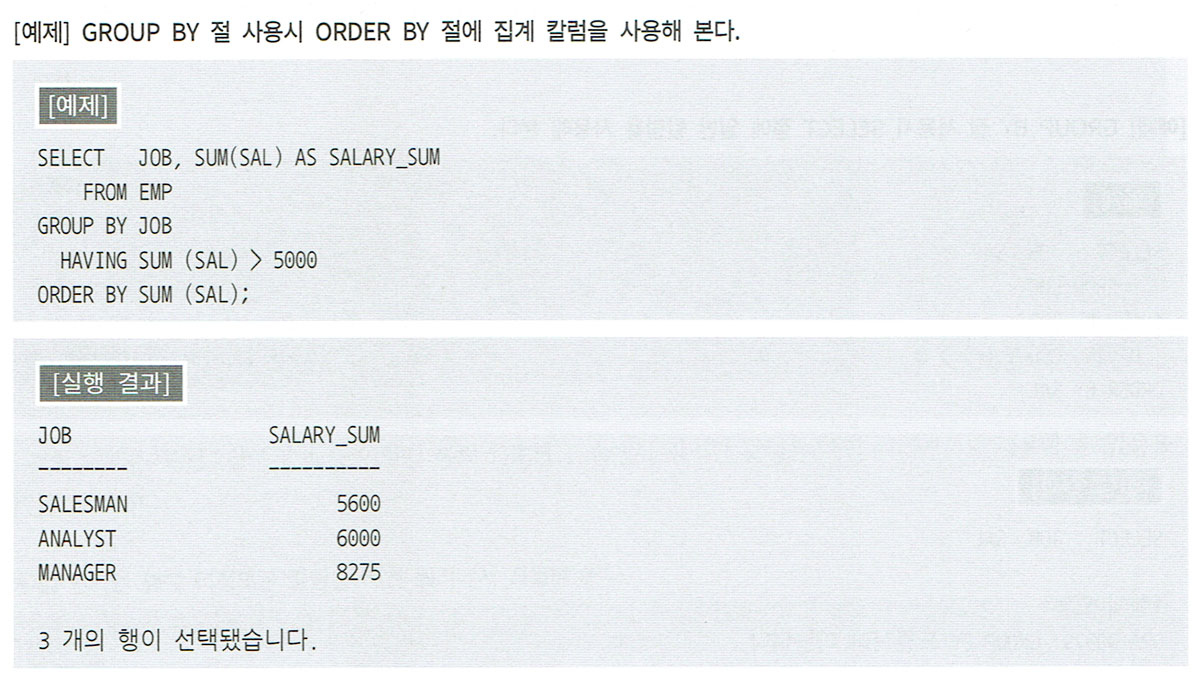 [예제] GROUP BY 절 사용시 ORDER BY 절에 집계 칼럼을 사용해 본다.
[예제]
SELECT JOB, SUM(SAL) AS SALARY_SUM
FROM EMP
GROUP BY JOB
HAVING SUM (SAL) > 5000
ORDER BY SUM (SAL);
[실행 결과]
JOB SALARY_SUM
-------- ----------
SALESMAN 5600
ANALYST 6000
MANAGER 8275
3 개의 행이 선택됐습니다.